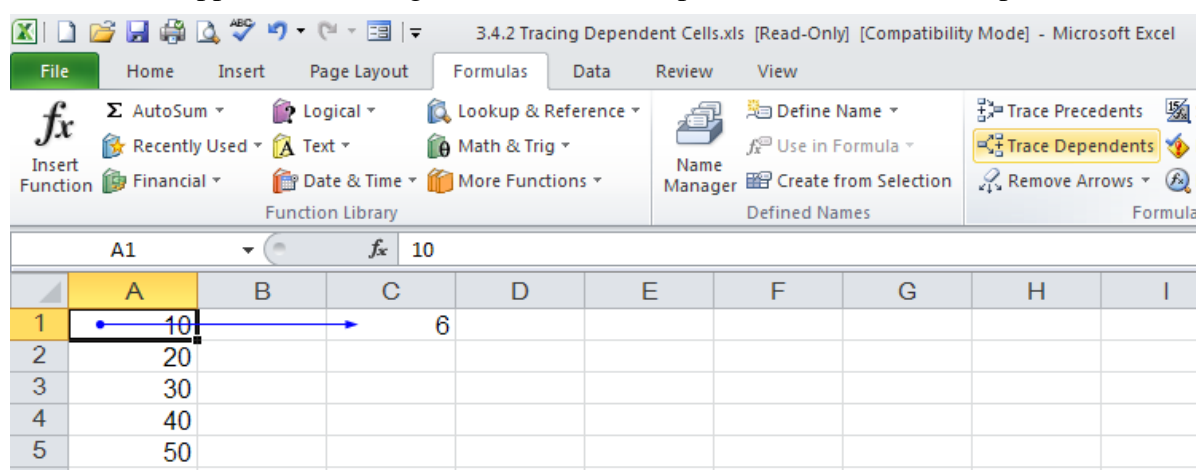 3.4.2 Tracing Dependent Cells.xls [Read-Only] [Compatibility Mode] - Microsoft Excel
File Home Insert Page Layout Formulas Data Review View
fx Insert Function
Σ AutoSum Logical Lookup & Reference
Recently Used Text Math & Trig
Financial Date & Time More Functions
Function Library
Name Manager
Define Name
Use in Formula
Create from Selection
Defined Names
Trace Precedents
Trace Dependents
Remove Arrows
A1 fx 10
A B C D E F G H I
1 10 6
2 20
3 30
4 40
5 50